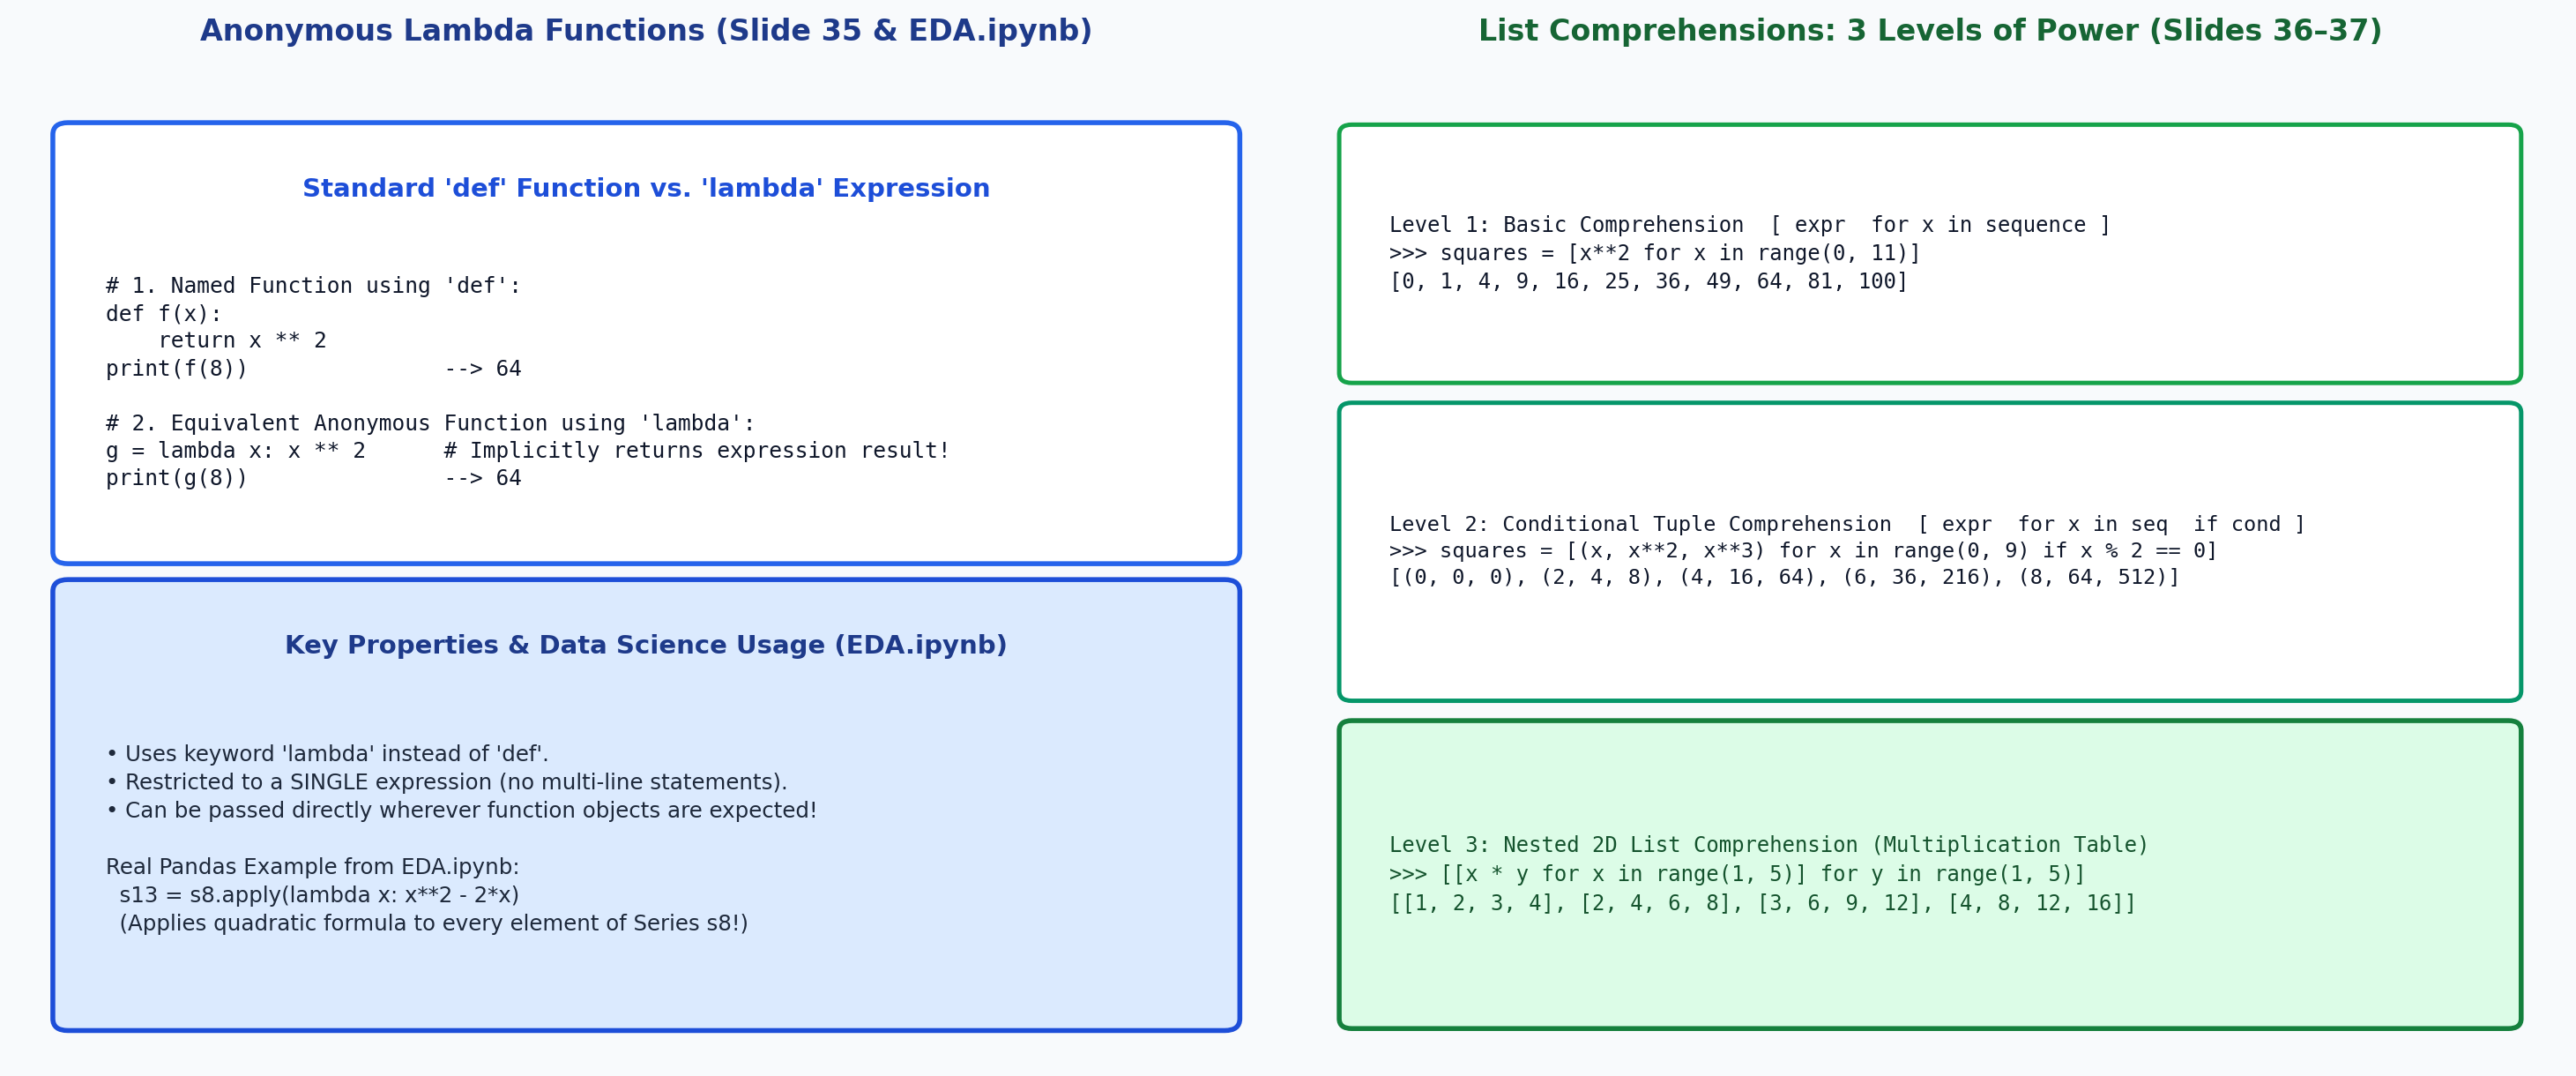 Anonymous Lambda Functions (Slide 35 & EDA.ipynb)
Standard 'def' Function vs. 'lambda' Expression
# 1. Named Function using 'def':
def f(x):
    return x ** 2
print(f(8))               --> 64
# 2. Equivalent Anonymous Function using 'lambda':
g = lambda x: x ** 2      # Implicitly returns expression result!
print(g(8))               --> 64
Key Properties & Data Science Usage (EDA.ipynb)
• Uses keyword 'lambda' instead of 'def'.
• Restricted to a SINGLE expression (no multi-line statements).
• Can be passed directly wherever function objects are expected!
Real Pandas Example from EDA.ipynb:
  s13 = s8.apply(lambda x: x**2 - 2*x)
  (Applies quadratic formula to every element of Series s8!)
List Comprehensions: 3 Levels of Power (Slides 36–37)
Level 1: Basic Comprehension  [ expr  for x in sequence ]
>>> squares = [x**2 for x in range(0, 11)]
[0, 1, 4, 9, 16, 25, 36, 49, 64, 81, 100]
Level 2: Conditional Tuple Comprehension  [ expr  for x in seq  if cond ]
>>> squares = [(x, x**2, x**3) for x in range(0, 9) if x % 2 == 0]
[(0, 0, 0), (2, 4, 8), (4, 16, 64), (6, 36, 216), (8, 64, 512)]
Level 3: Nested 2D List Comprehension (Multiplication Table)
>>> [[x * y for x in range(1, 5)] for y in range(1, 5)]
[[1, 2, 3, 4], [2, 4, 6, 8], [3, 6, 9, 12], [4, 8, 12, 16]]